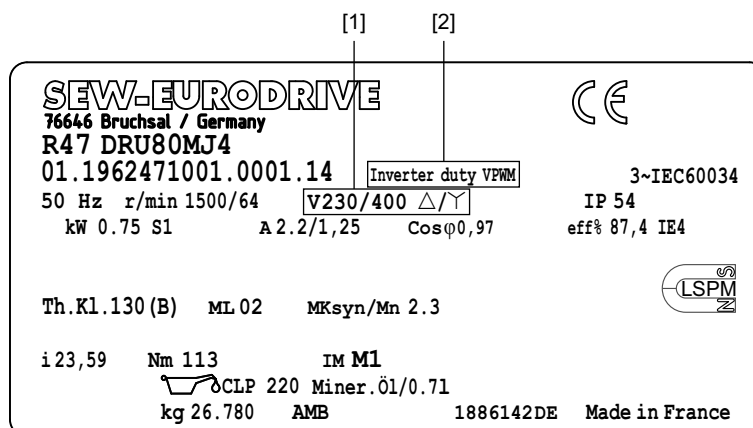 [1] [2]
SEW-EURODRIVE CE
76646 Bruchsal / Germany
R47 DRU80MJ4
01.1962471001.0001.14 Inverter duty VPWM 3~IEC60034
50 Hz r/min 1500/64 V230/400 △/Y IP 54
kW 0.75 S1 A 2.2/1,25 Cosφ0,97 eff% 87,4 IE4
LSPM S N
Th.Kl.130(B) ML 02 MKsyn/Mn 2.3
i 23,59 Nm 113 IM M1
CLP 220 Miner.Öl/0.7l
kg 26.780 AMB 1886142DE Made in France